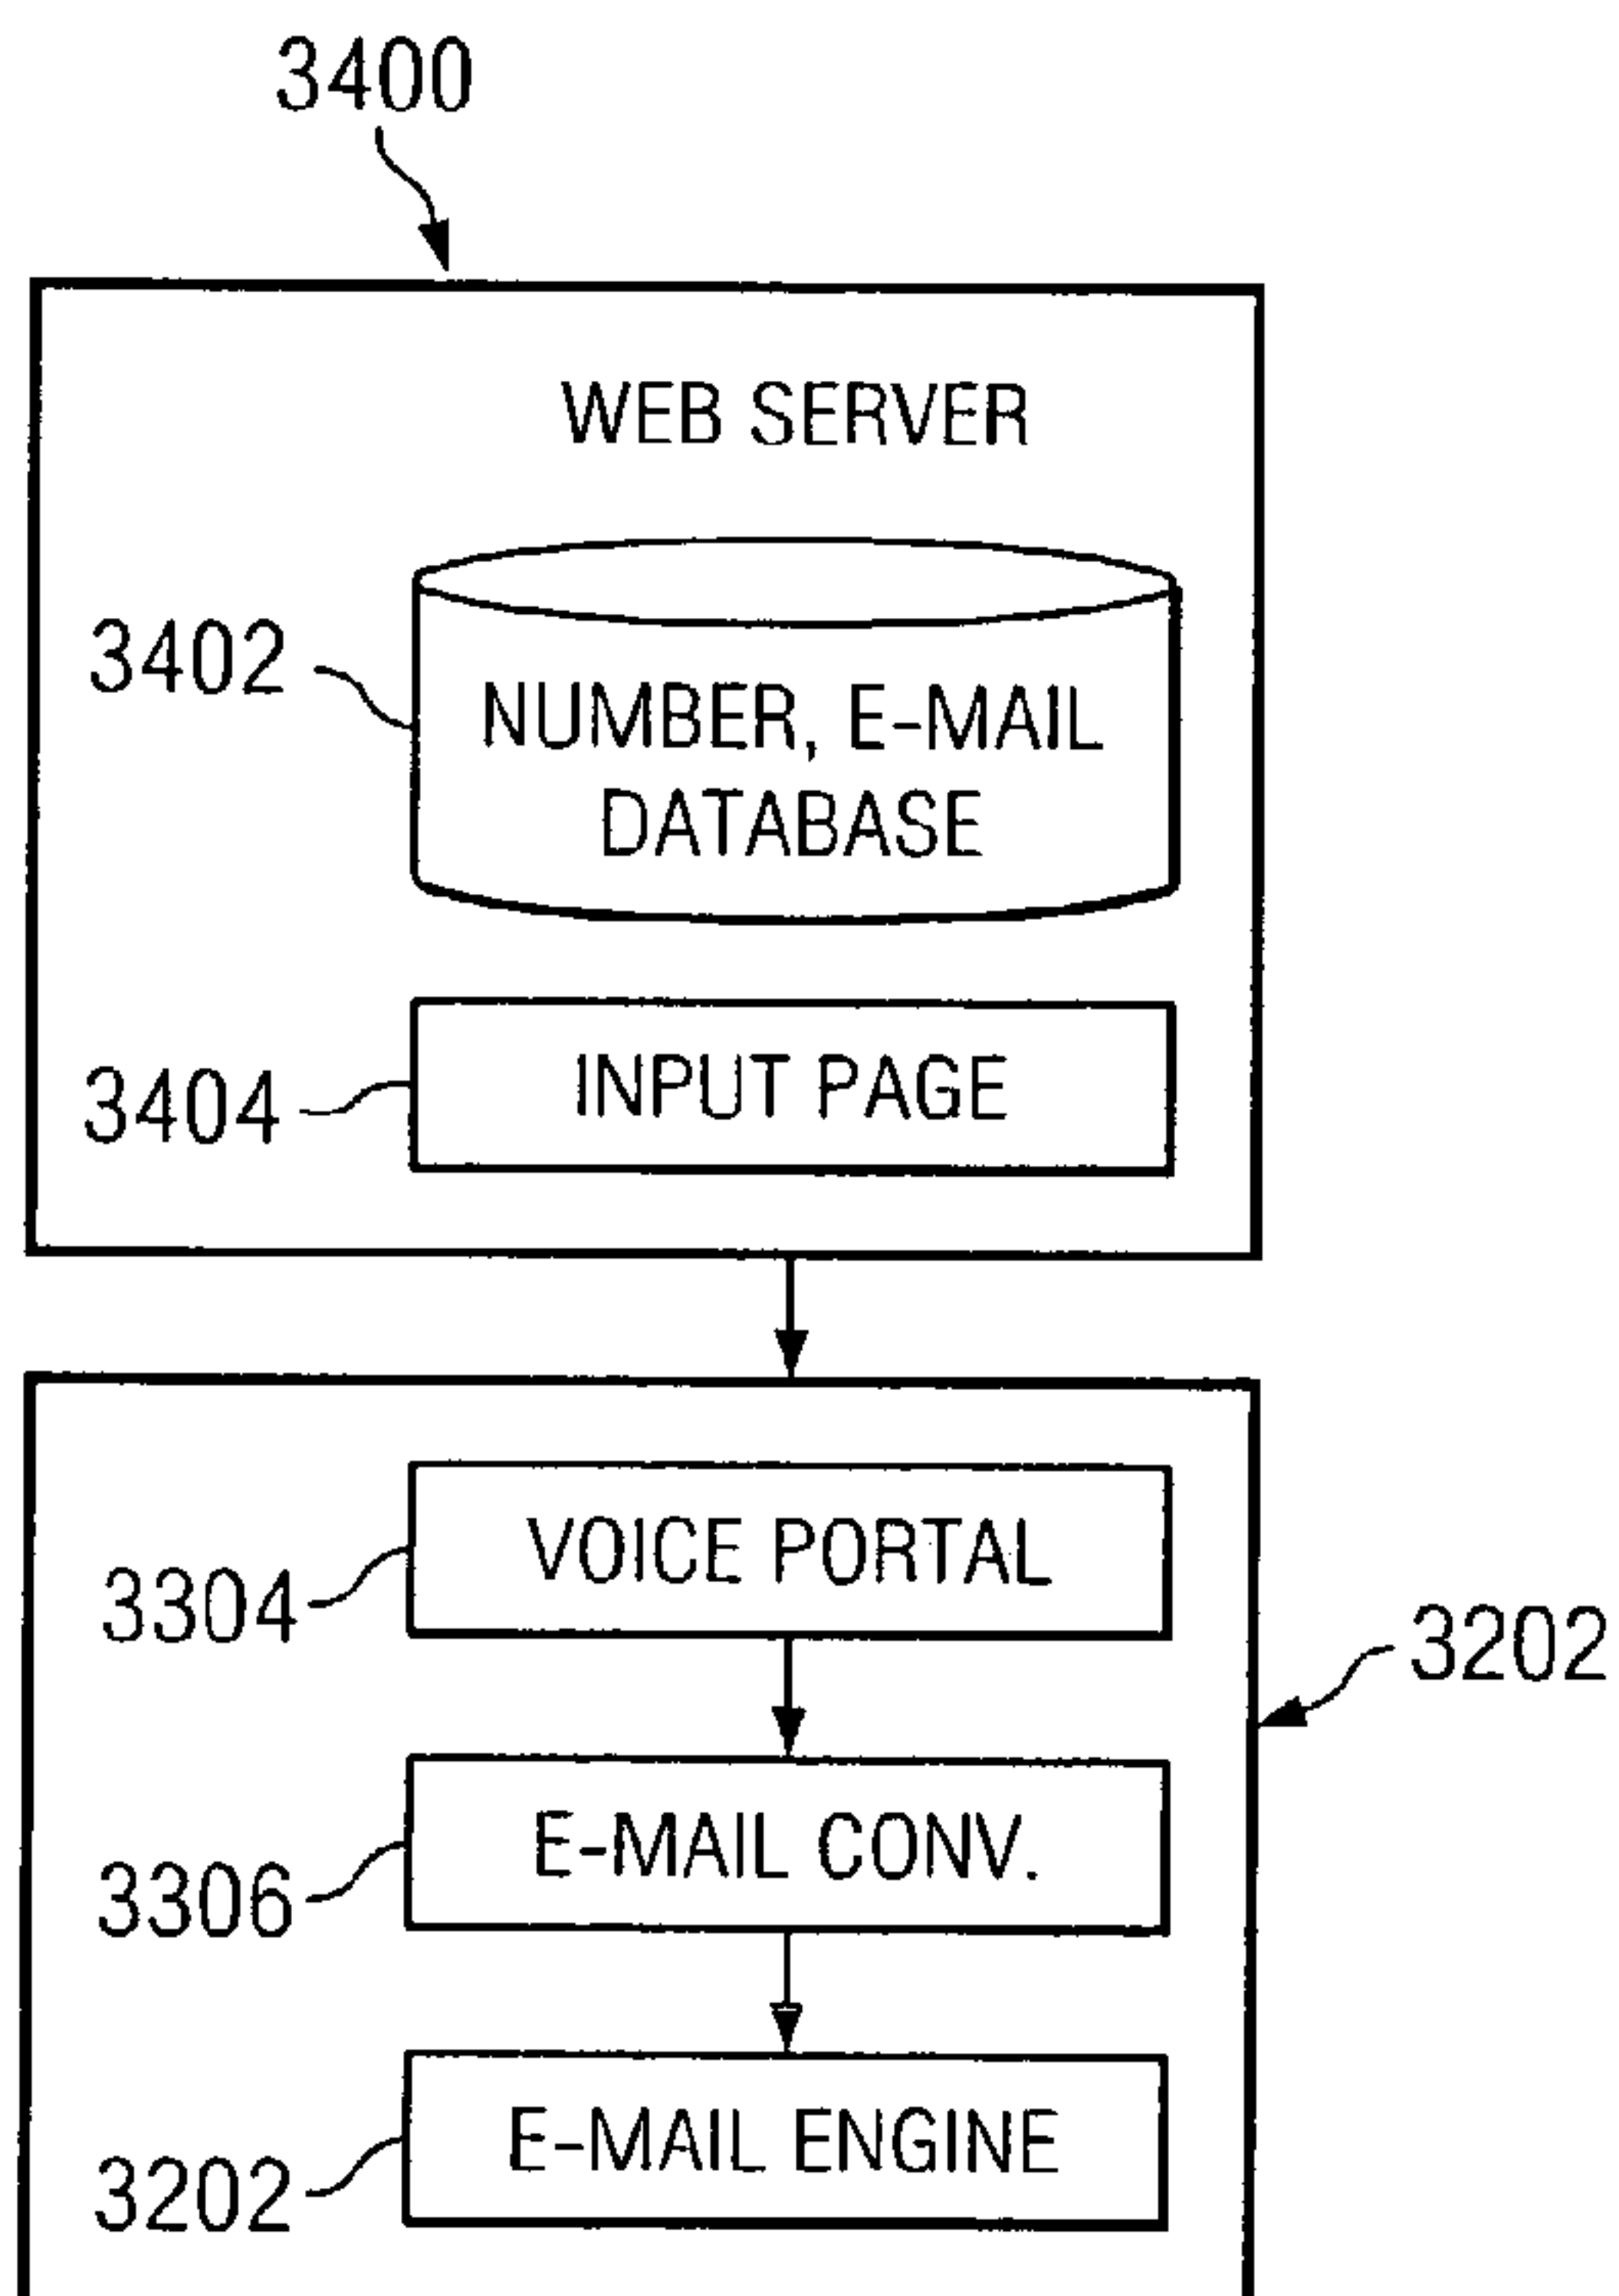 3400
WEB SERVER
3402
NUMBER, E-MAIL
DATABASE
3404
INPUT PAGE
VOICE PORTAL
3304
3202
E-MAIL CONV.
3306
E-MAIL ENGINE
3202